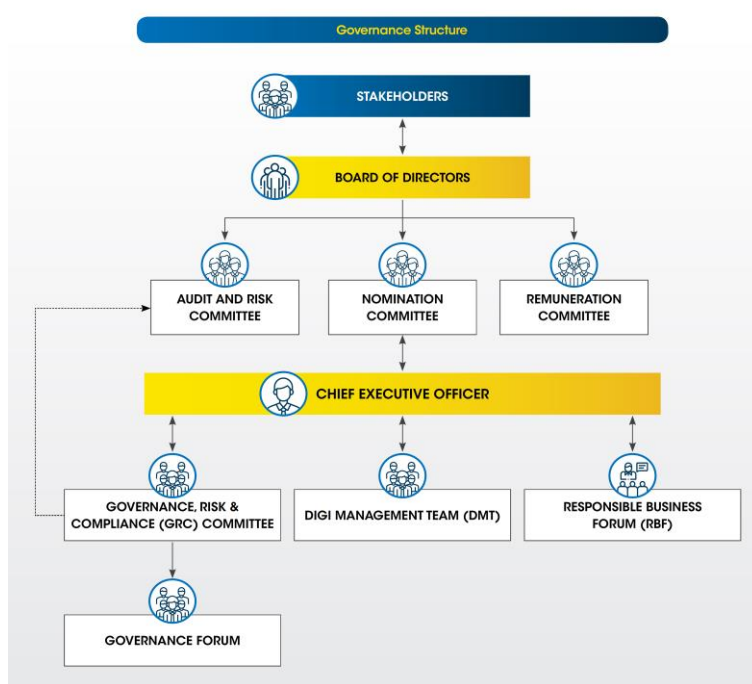 Governance Structure
STAKEHOLDERS
BOARD OF DIRECTORS
AUDIT AND RISK
COMMITTEE
NOMINATION
COMMITTEE
REMUNERATION
COMMITTEE
CHIEF EXECUTIVE OFFICER
GOVERNANCE, RISK &
COMPLIANCE (GRC) COMMITTEE
DIGI MANAGEMENT TEAM (DMT)
RESPONSIBLE BUSINESS
FORUM (RBF)
GOVERNANCE FORUM